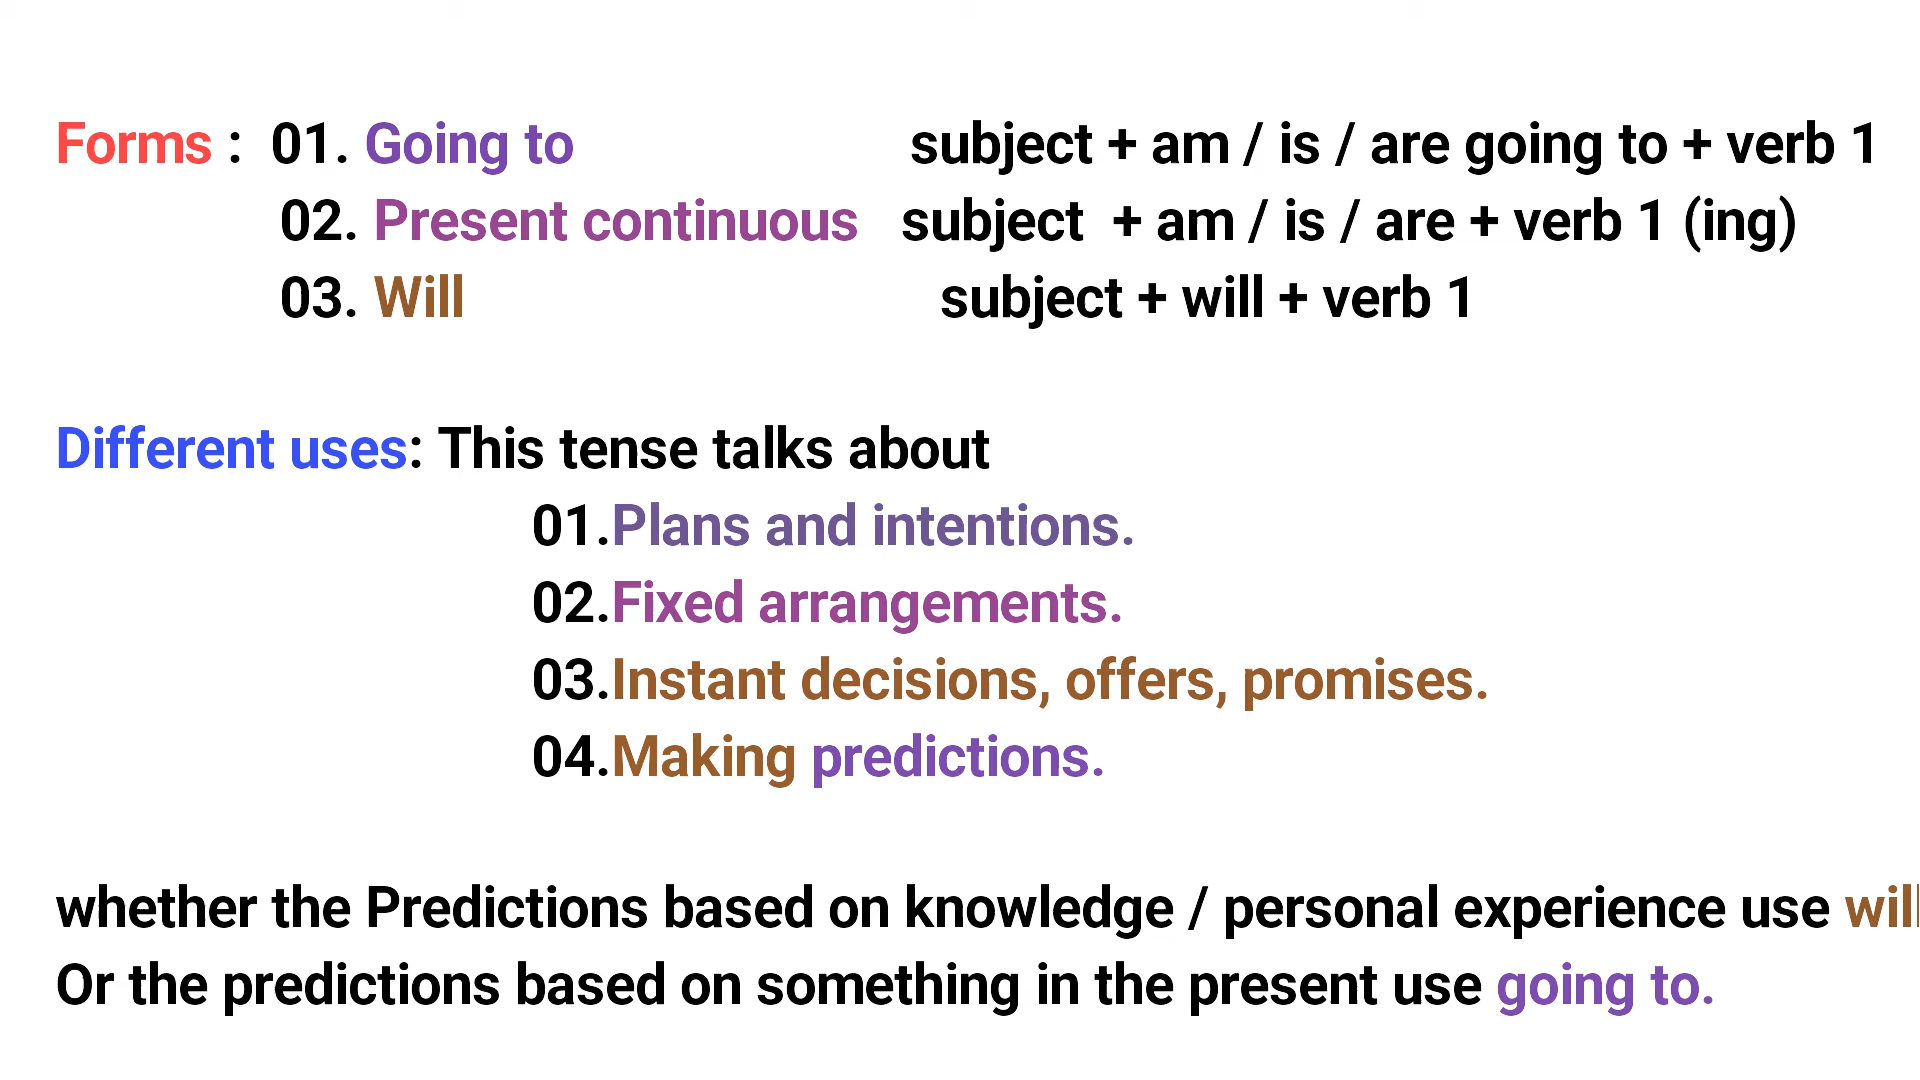 Forms : 01. Going to subject + am / is / are going to + verb 1
02. Present continuous subject + am / is / are + verb 1 (ing)
03. Will subject + will + verb 1
Different uses: This tense talks about
01.Plans and intentions.
02.Fixed arrangements.
03.Instant decisions, offers, promises.
04.Making predictions.
whether the Predictions based on knowledge / personal experience use will
Or the predictions based on something in the present use going to.